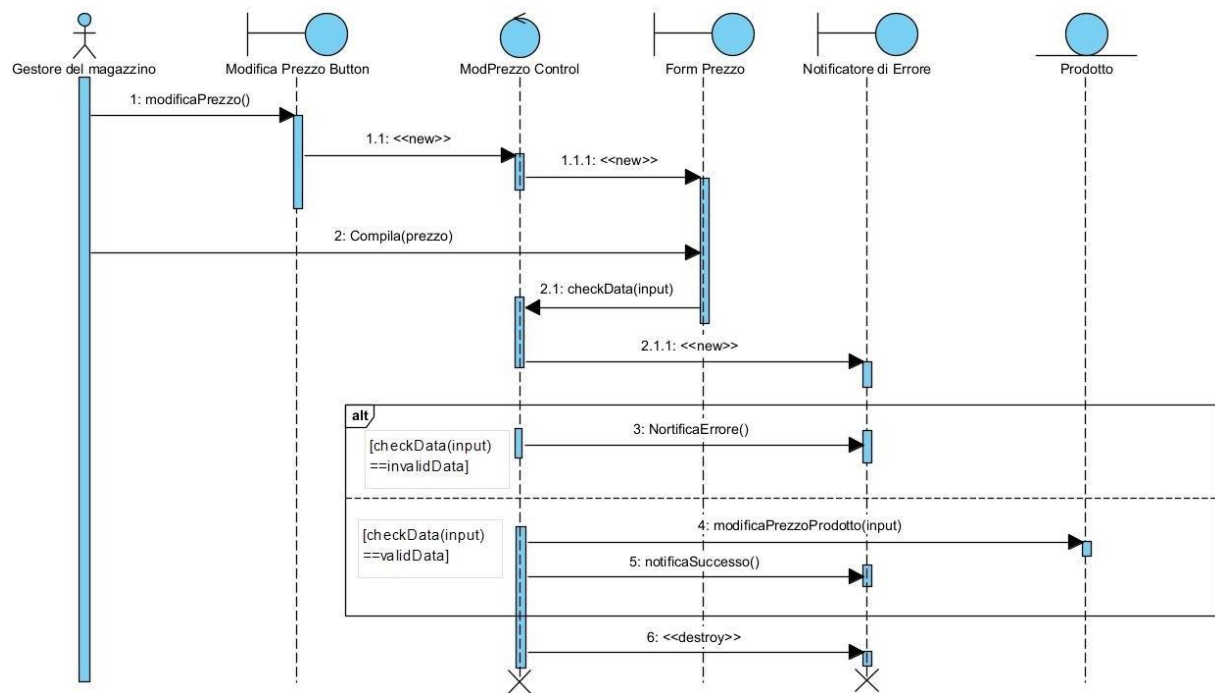 Gestore del magazzino
Modifica Prezzo Button
ModPrezzo Control
Form Prezzo
Notificatore di Errore
Prodotto
1: modificaPrezzo()
1.1: <<new>>
1.1.1: <<new>>
2: Compila(prezzo)
2.1: checkData(input)
2.1.1: <<new>>
alt
[checkData(input)
==invalidData]
3: NortificaErrore()
[checkData(input)
==validData]
4: modificaPrezzoProdotto(input)
5: notificaSuccesso()
6: <<destroy>>